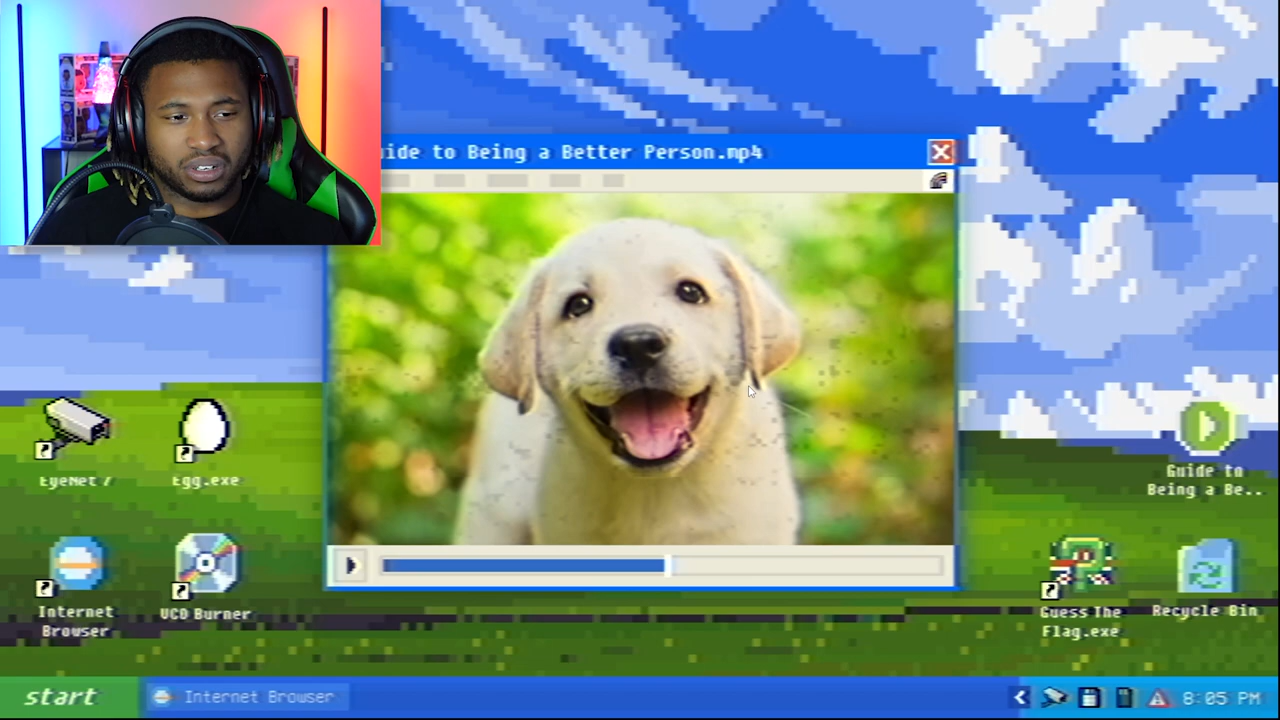 ide to Being a Better Person.mp4
EyeNet 7
Egg.exe
Guide to
Being a Be..
Internet
Browser
VCD Burner
Guess The
Flag.exe
Recycle Bin
start
Internet Browser
8:05 PM